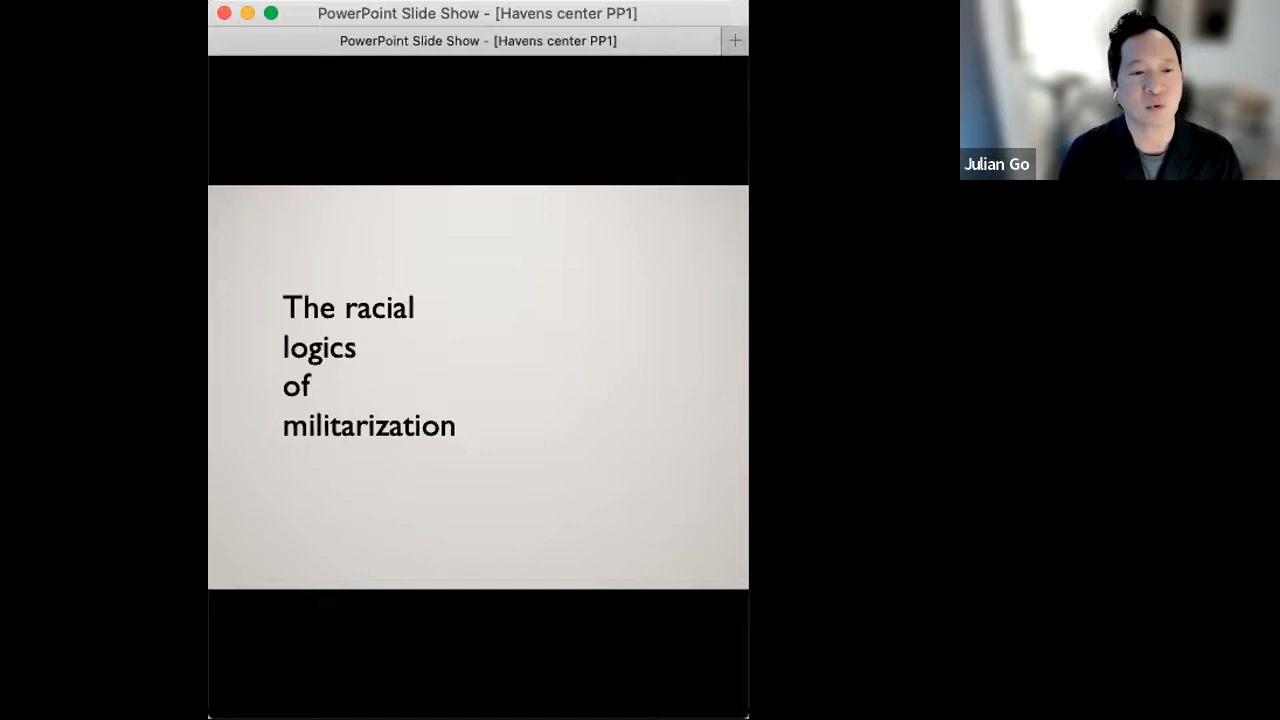 PowerPoint Slide Show - [Havens center PP1]
PowerPoint Slide Show - [Havens center PP1]
Julian Go
The racial
logics
of
militarization